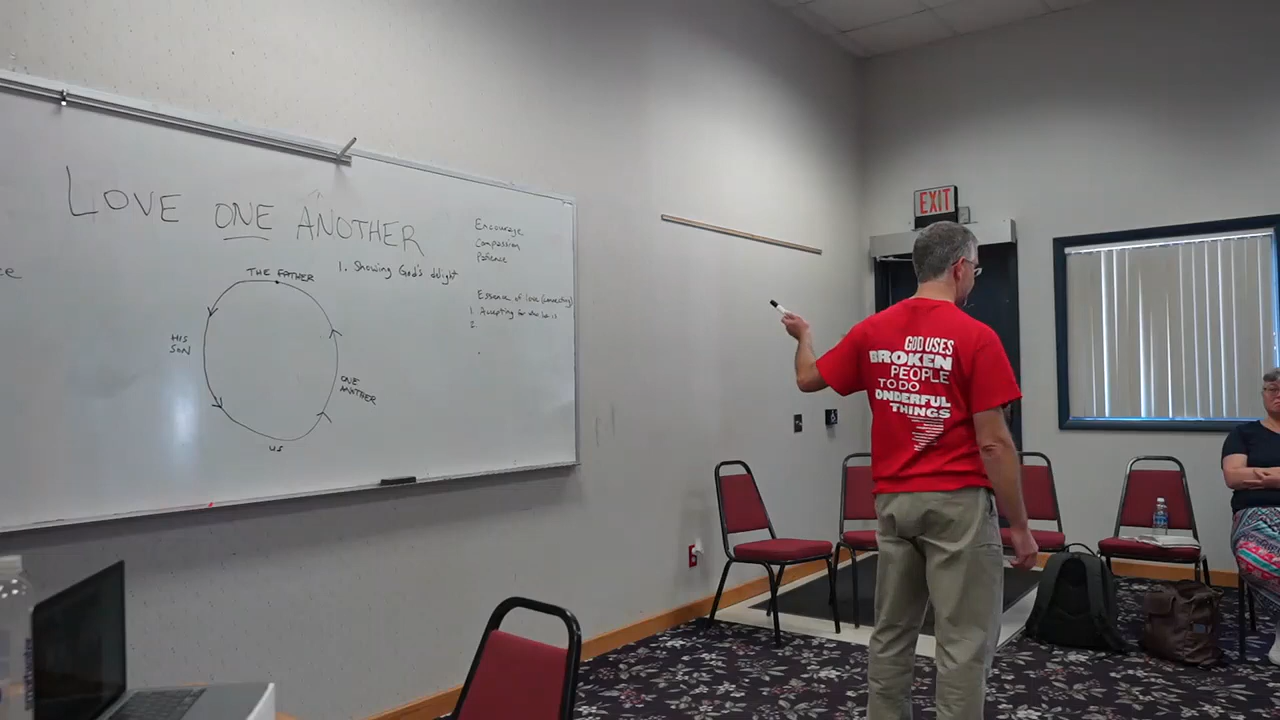 LOVE ONE ANOTHER
1. Showing God's delight
THE FATHER
HIS
SON
ONE
ANOTHER
US
Encourage
Compassion
Patience
Essence of love (connecting)
1. Accepting for who he is
2.
EXIT
GOD USES
BROKEN
PEOPLE
TO DO
ONDERFUL
THINGS